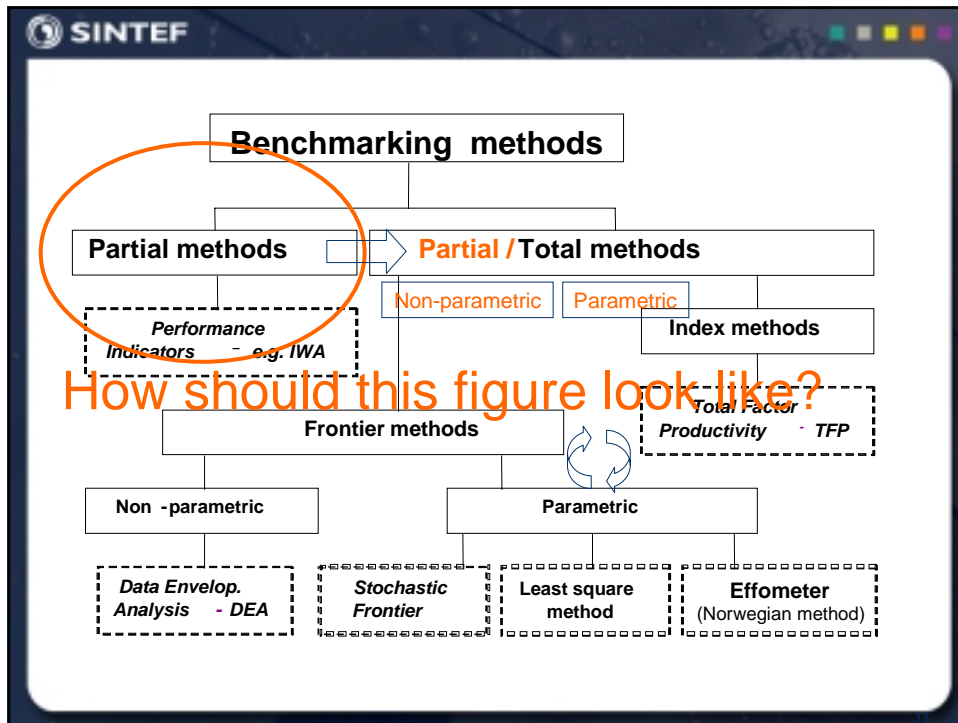 SINTEF
Benchmarking methods
Partial methods
Partial / Total methods
Non-parametric
Parametric
Performance
Indicators - e.g. IWA
Index methods
How should this figure look like?
Total Factor
Productivity - TFP
Frontier methods
Non -parametric
Parametric
Data Envelop.
Analysis - DEA
Stochastic
Frontier
Least square
method
Effometer
(Norwegian method)